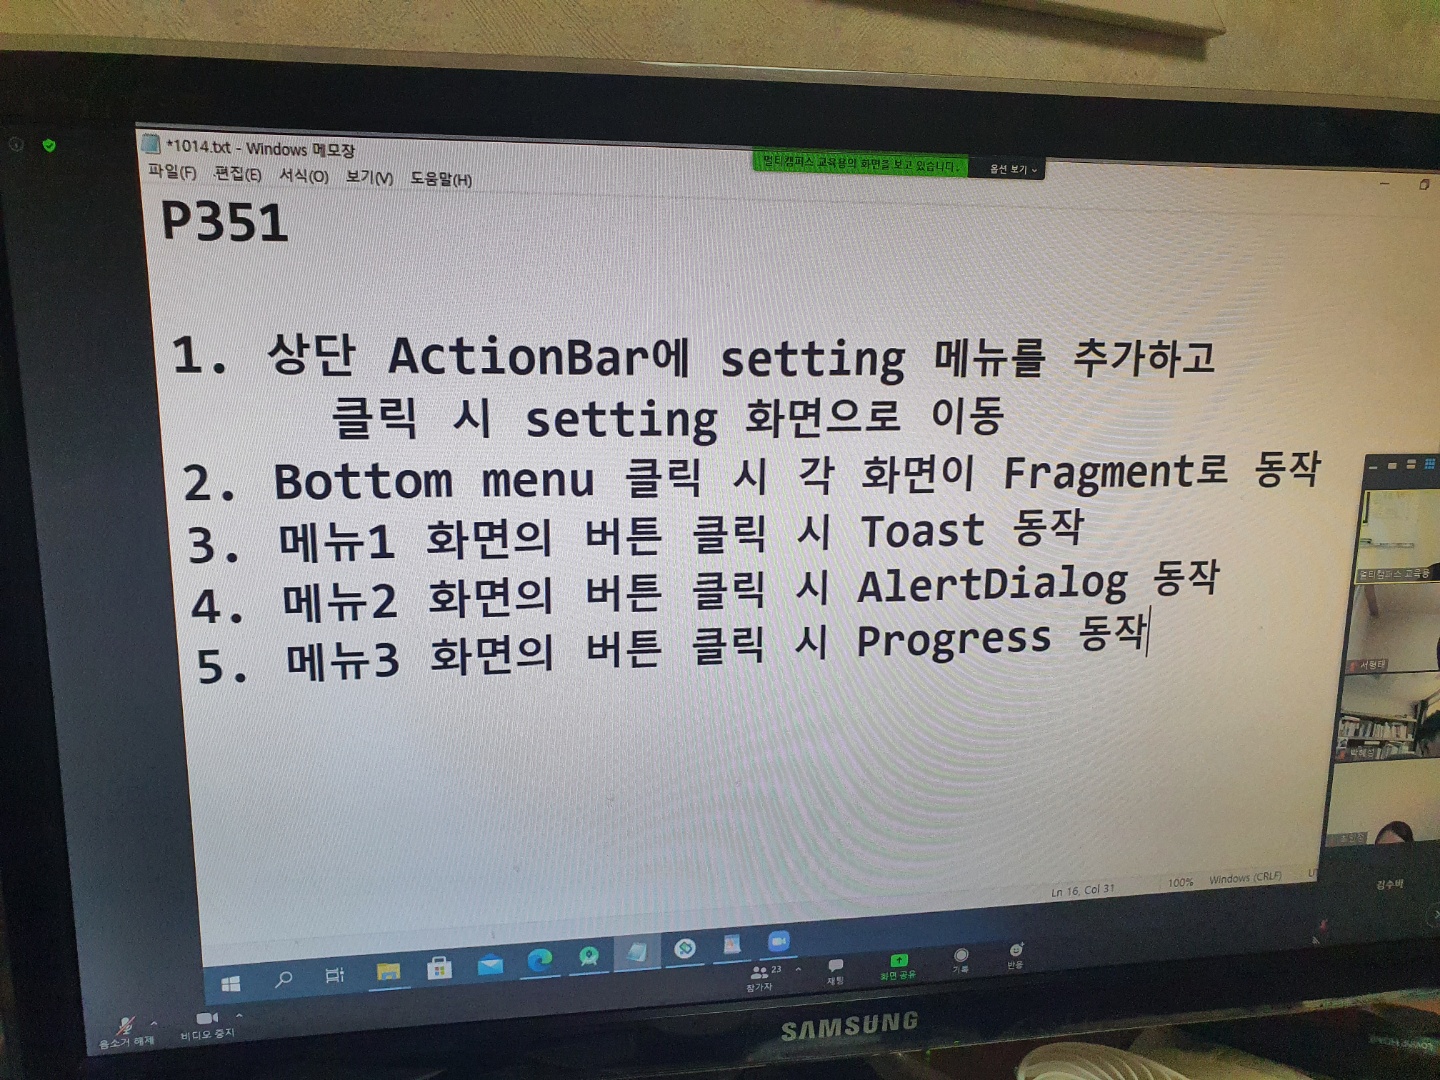 *1014.txt - Windows 메모장
멀티캠퍼스 교육용의 화면을 보고 있습니다.
옵션 보기
파일(F) 편집(E) 서식(O) 보기(V) 도움말(H)
P351
1. 상단 ActionBar에 setting 메뉴를 추가하고
클릭 시 setting 화면으로 이동
2. Bottom menu 클릭 시 각 화면이 Fragment로 동작
3. 메뉴1 화면의 버튼 클릭 시 Toast 동작
4. 메뉴2 화면의 버튼 클릭 시 AlertDialog 동작
5. 메뉴3 화면의 버튼 클릭 시 Progress 동작
멀티캠퍼스 교육용
서형태
Ln 16, Col 31
100%
Windows (CRLF)
음소거 해제
비디오 중지
23
참가자
채팅
화면 공유
기록
반응
SAMSUNG